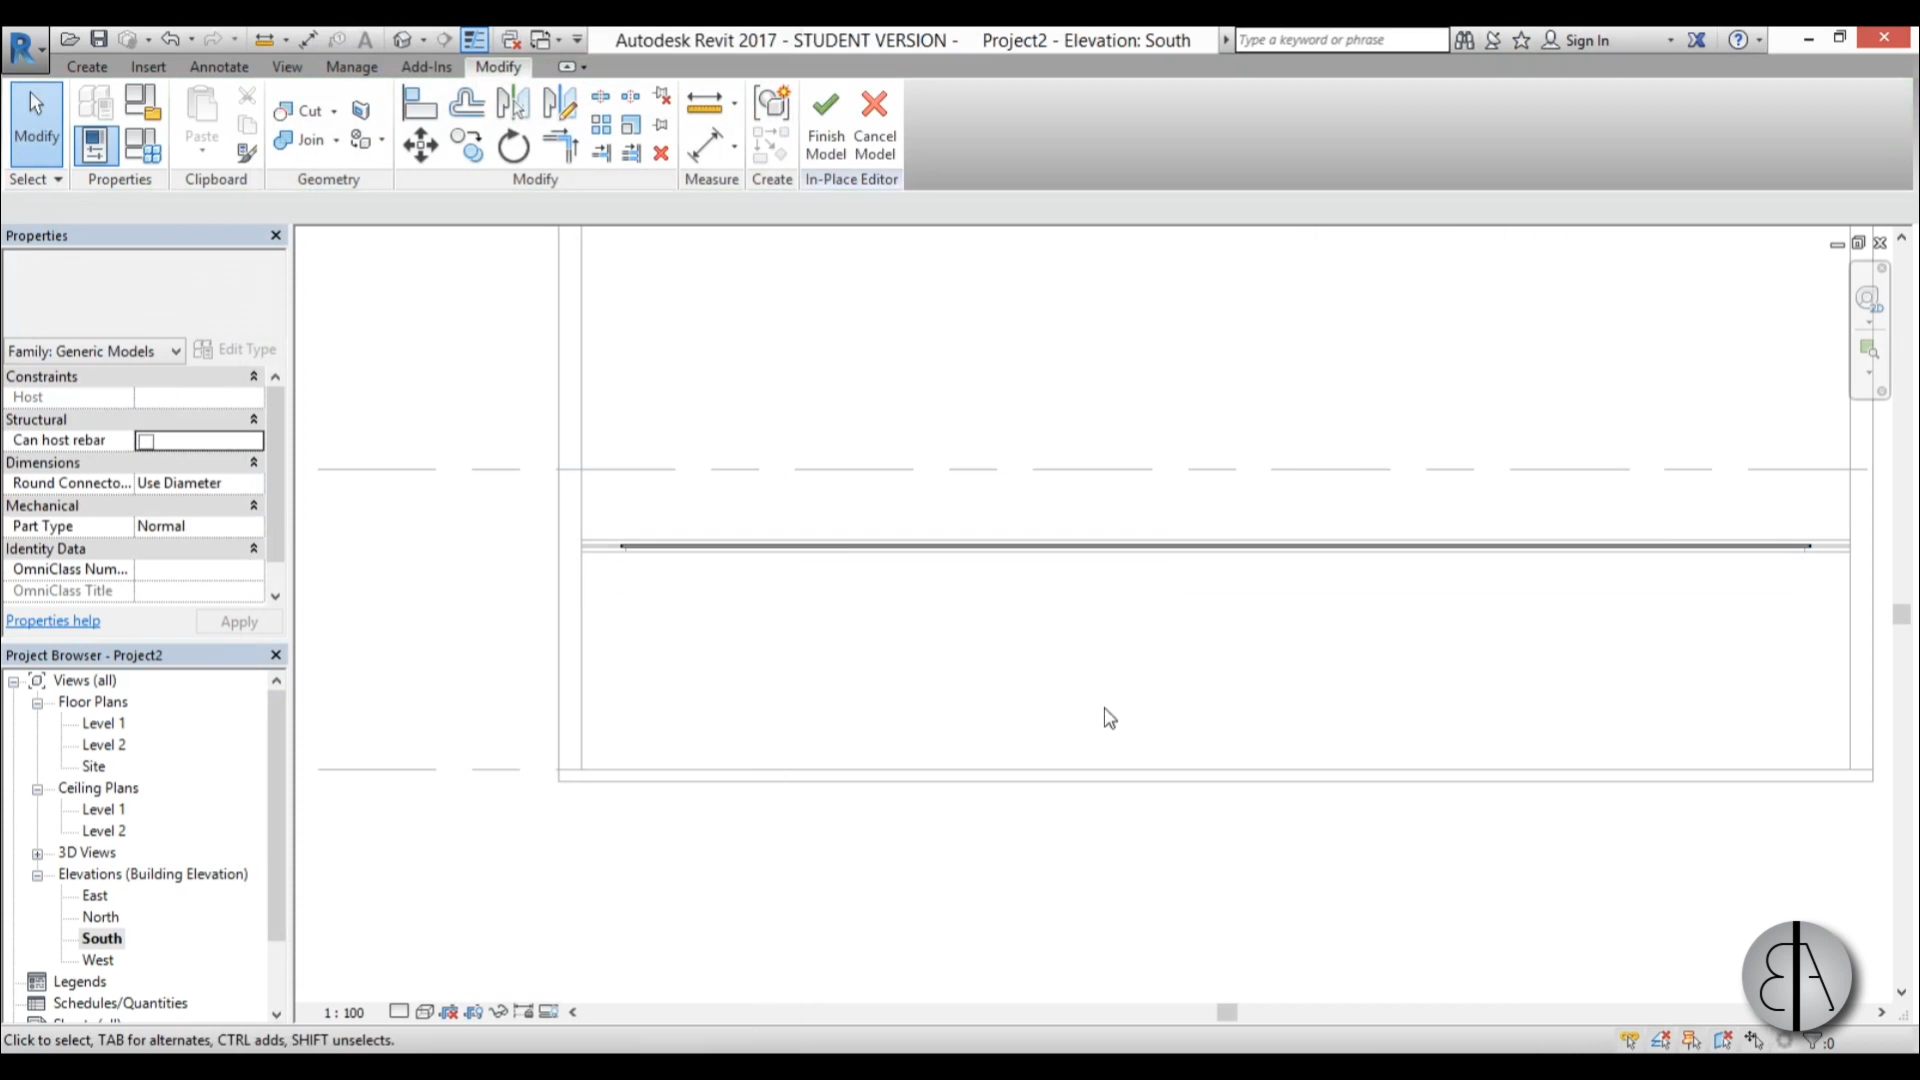 Autodesk Revit 2017 - STUDENT VERSION - Project2 - Elevation: South
Type a keyword or phrase
Sign In
Create Insert Annotate View Manage Add-Ins Modify
Modify
Paste
Cut
Join
Finish Model
Cancel Model
Select Properties Clipboard Geometry Modify Measure Create In-Place Editor
Properties
2D
Family: Generic Models
Edit Type
Constraints
Host
Structural
Can host rebar
Dimensions
Round Connecto... Use Diameter
Mechanical
Part Type Normal
Identity Data
OmniClass Num...
OmniClass Title
Properties help
Apply
Project Browser - Project2
Views (all)
Floor Plans
Level 1
Level 2
Site
Ceiling Plans
Level 1
Level 2
3D Views
Elevations (Building Elevation)
East
North
South
West
Legends
Schedules/Quantities
1 : 100
Click to select, TAB for alternates, CTRL adds, SHIFT unselects.
:0